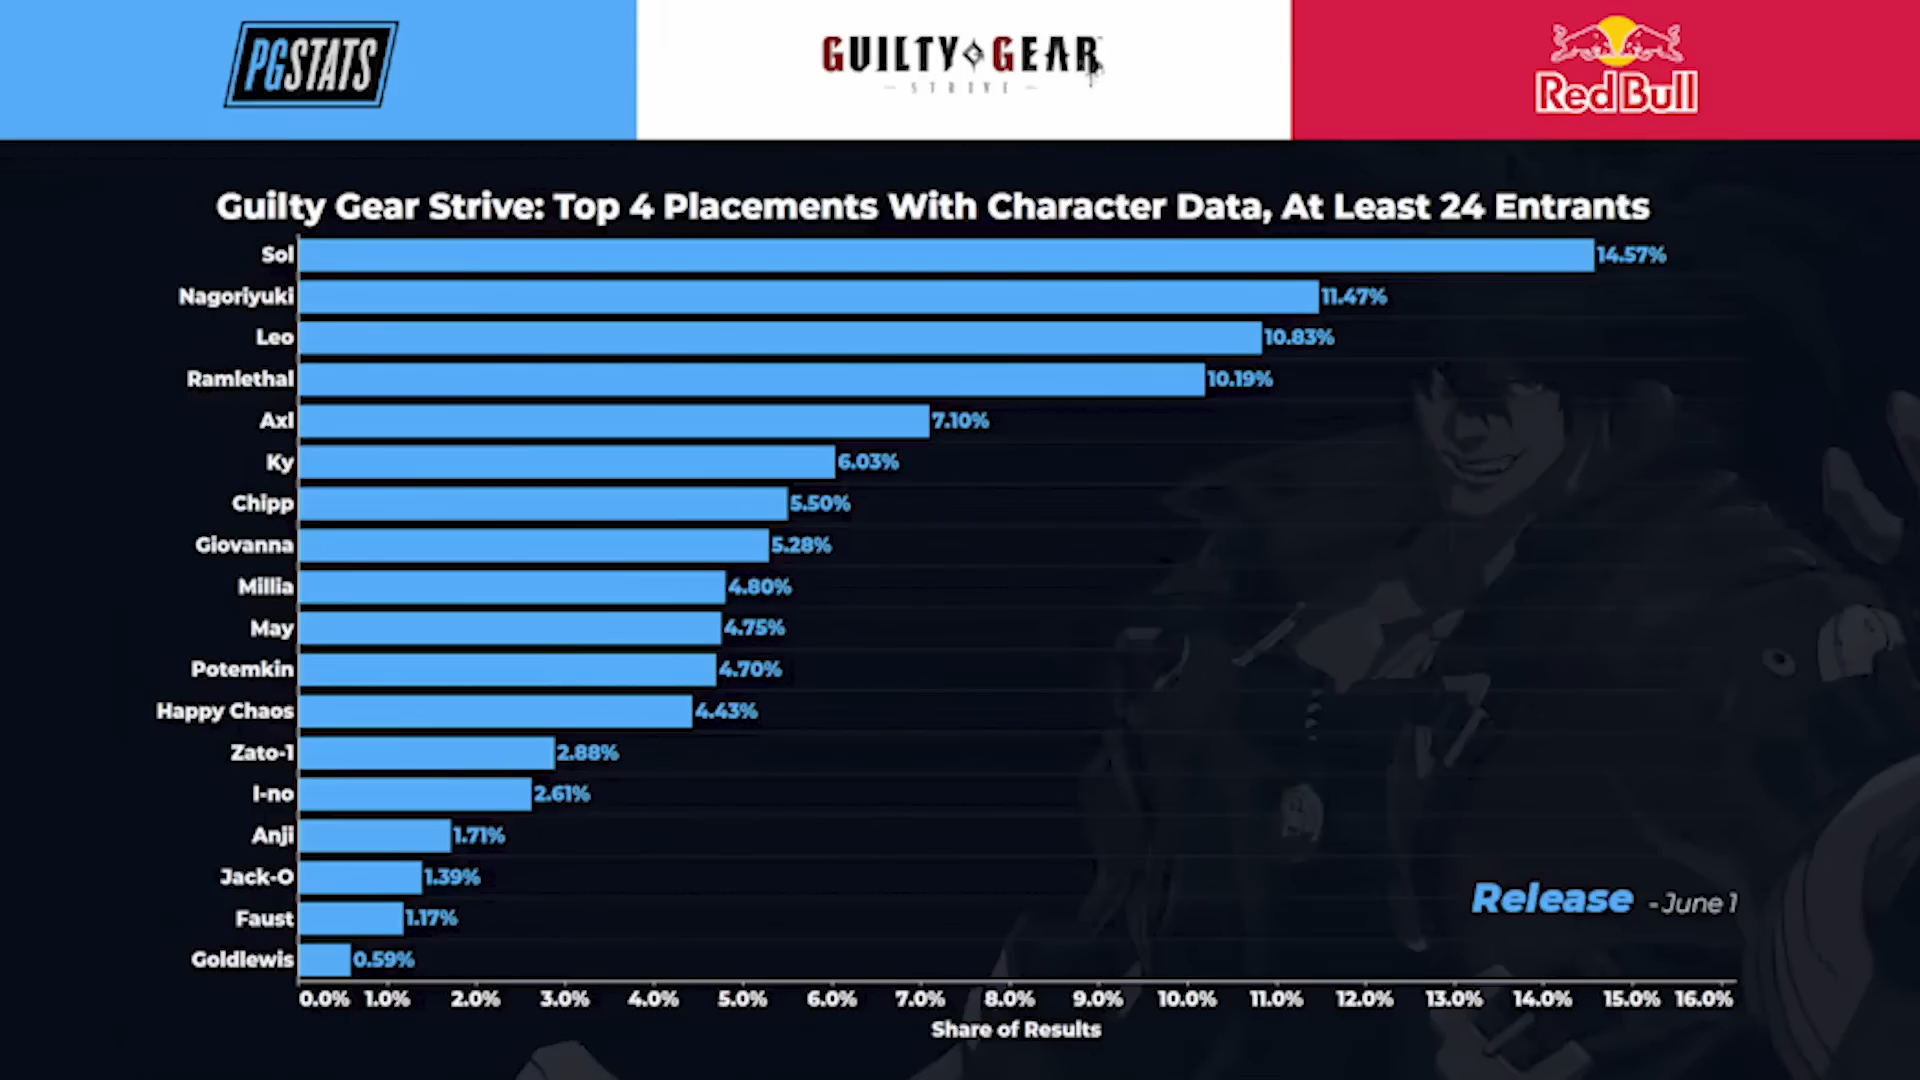 PGSTATS
GUILTY GEAR
STRIVE
Red Bull
Guilty Gear Strive: Top 4 Placements With Character Data, At Least 24 Entrants
Sol 14.57%
Nagoriyuki 11.47%
Leo 10.83%
Ramlethal 10.19%
Axl 7.10%
Ky 6.03%
Chipp 5.50%
Giovanna 5.28%
Millia 4.80%
May 4.75%
Potemkin 4.70%
Happy Chaos 4.43%
Zato-1 2.88%
I-no 2.61%
Anji 1.71%
Jack-O 1.39%
Release - June 1
Faust 1.17%
Goldlewis 0.59%
0.0% 1.0% 2.0% 3.0% 4.0% 5.0% 6.0% 7.0% 8.0% 9.0% 10.0% 11.0% 12.0% 13.0% 14.0% 15.0% 16.0%
Share of Results